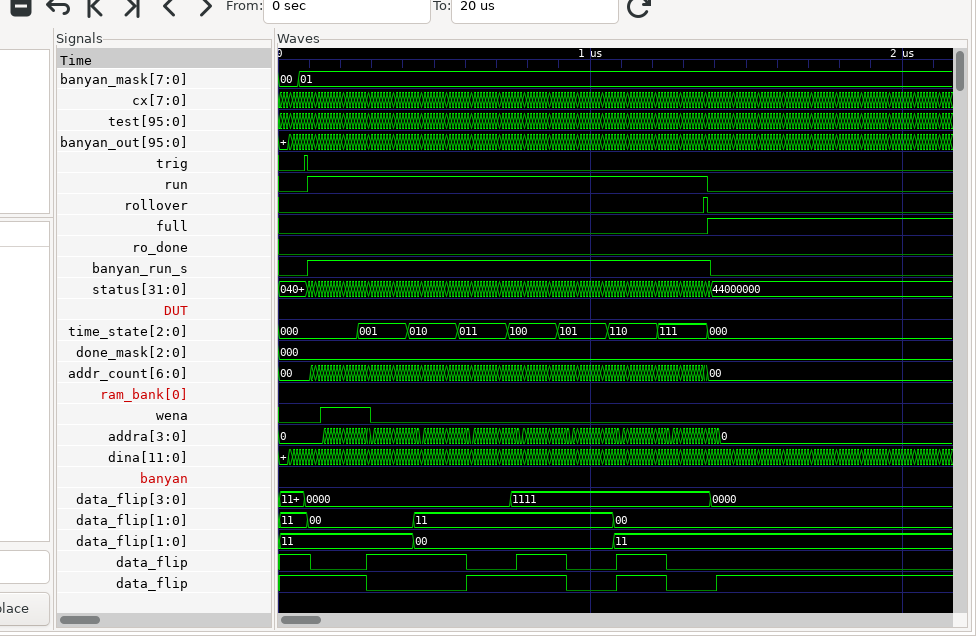 From: 0 sec To: 20 us
Signals Waves
Time 0 1 us 2 us
banyan_mask[7:0] 00 01
cx[7:0]
test[95:0]
banyan_out[95:0] +
trig
run
rollover
full
ro_done
banyan_run_s
status[31:0] 040+ 44000000
DUT
time_state[2:0] 000 001 010 011 100 101 110 111 000
done_mask[2:0] 000
addr_count[6:0] 00 00
ram_bank[0]
wena
addra[3:0] 0 0
dina[11:0] +
banyan
data_flip[3:0] 11+ 0000 1111 0000
data_flip[1:0] 11 00 11 00
data_flip[1:0] 11 00 11
data_flip
data_flip
place